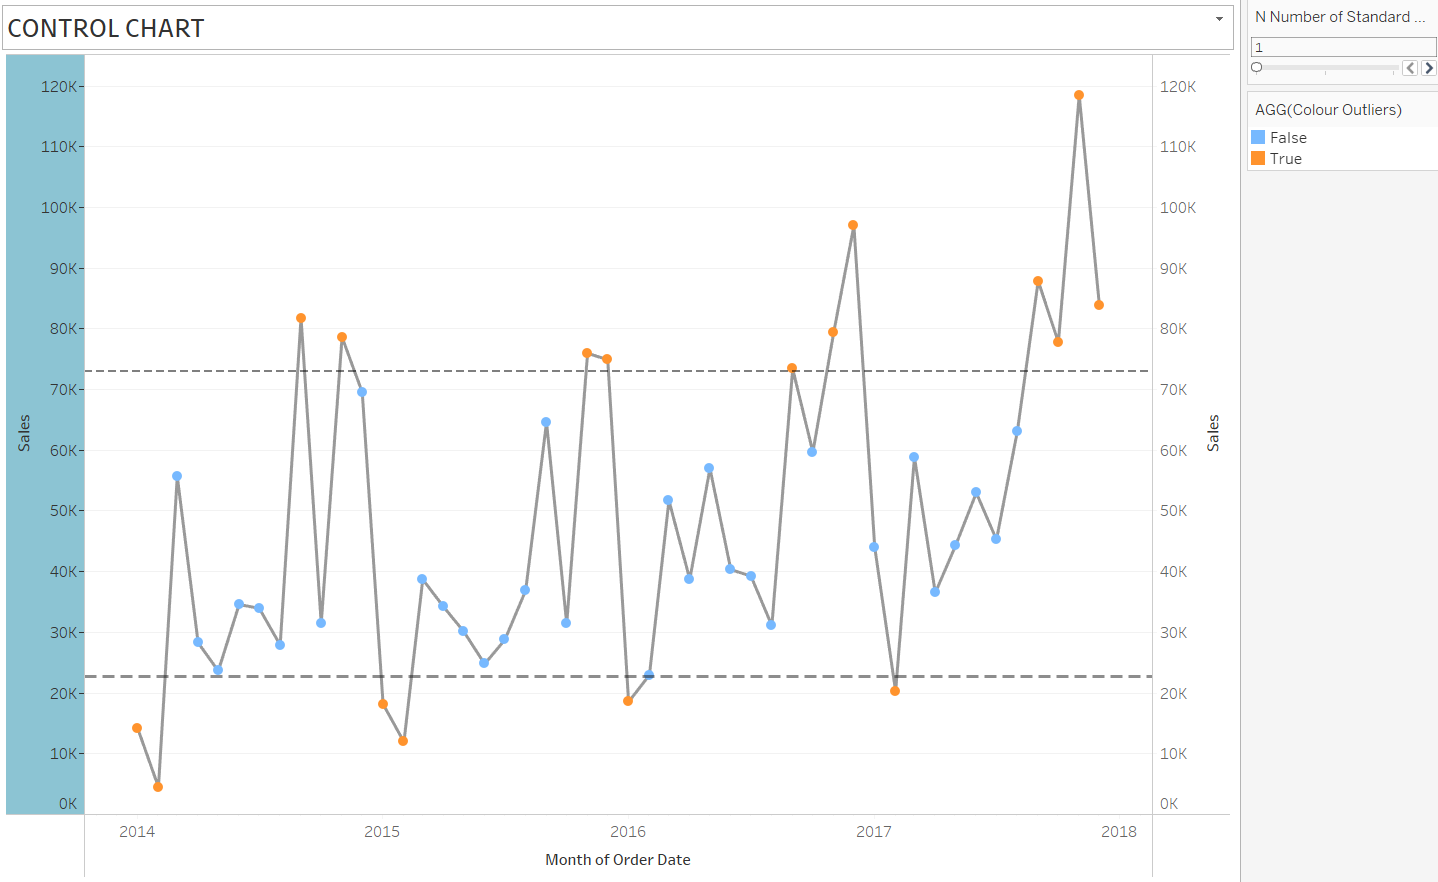 CONTROL CHART
N Number of Standard ...
1
AGG(Colour Outliers)
False
True
Sales
120K
110K
100K
90K
80K
70K
60K
50K
40K
30K
20K
10K
0K
120K
110K
100K
90K
80K
70K
60K
50K
40K
30K
20K
10K
0K
Sales
2014 2015 2016 2017 2018
Month of Order Date